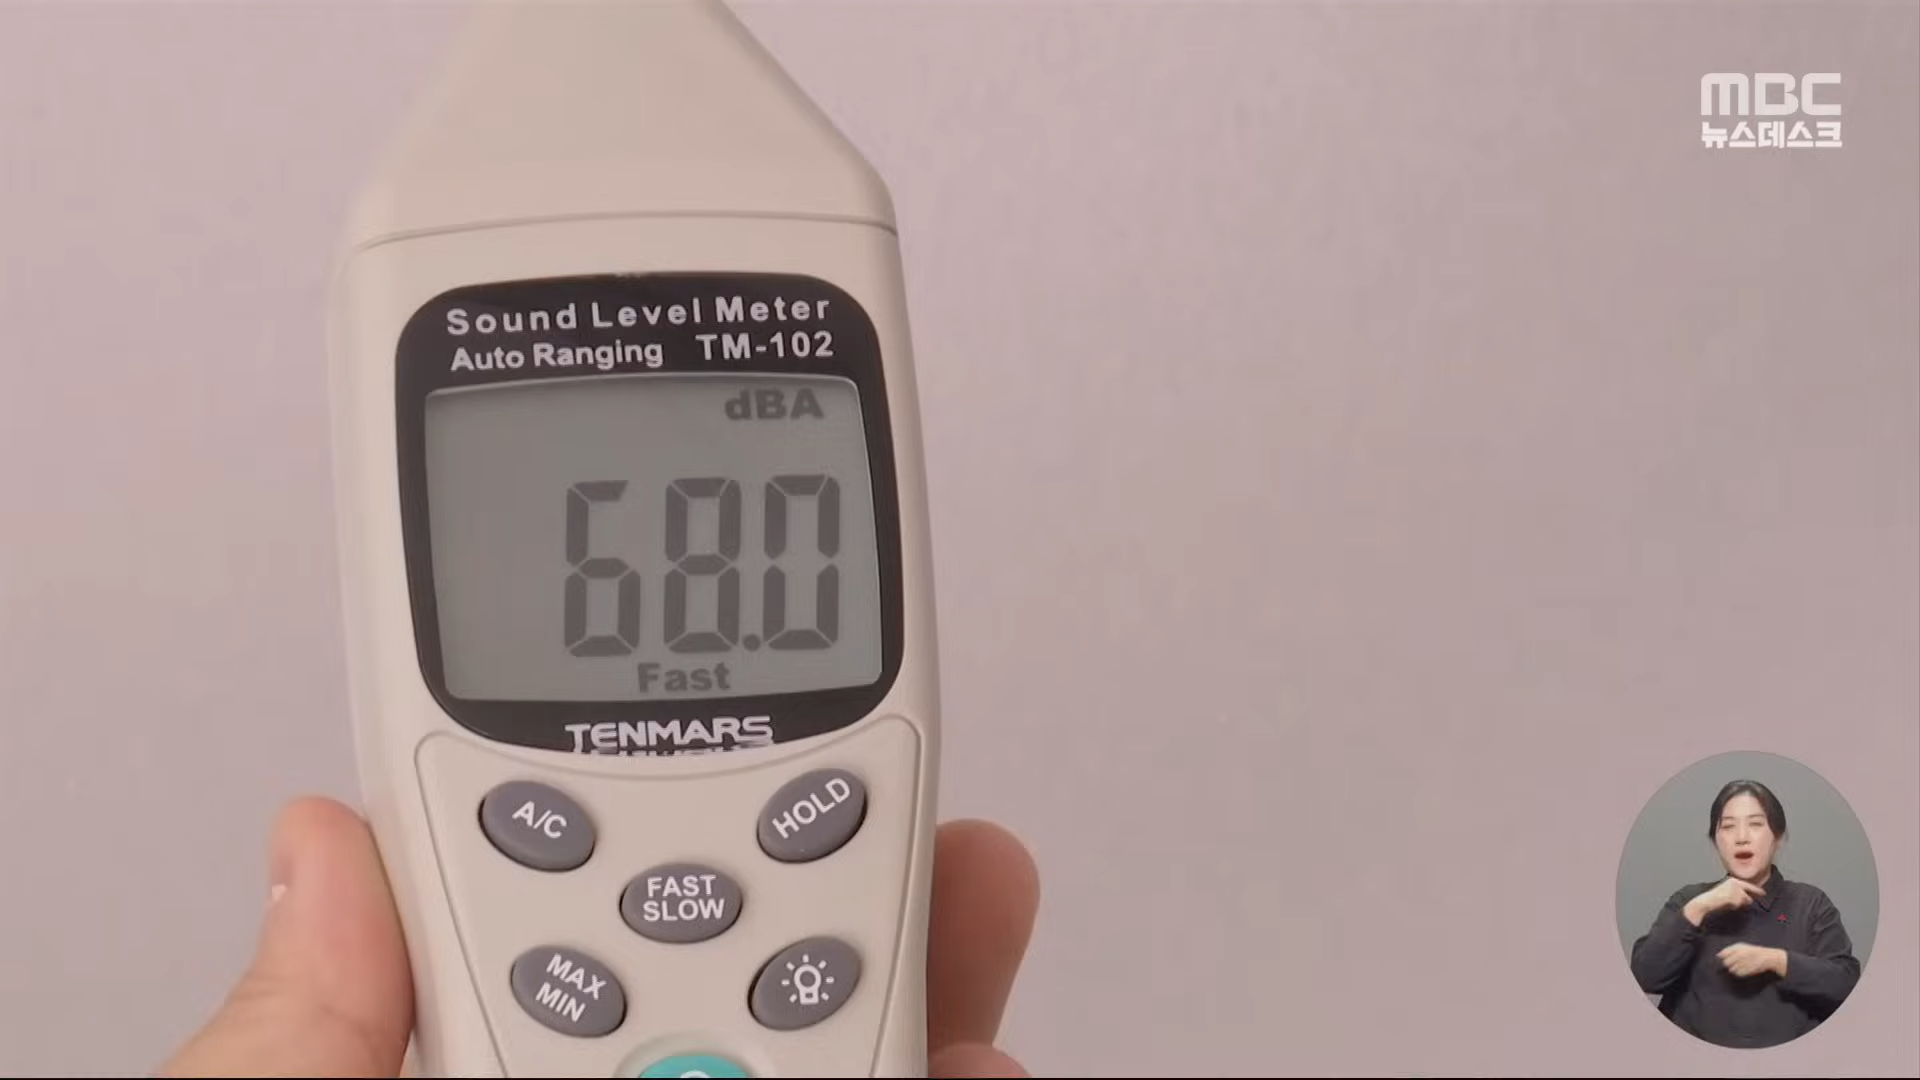 MBC
뉴스데스크
Sound Level Meter
Auto Ranging TM-102
dBA
68.0
Fast
TENMARS
A/C
HOLD
FAST
SLOW
MAX
MIN